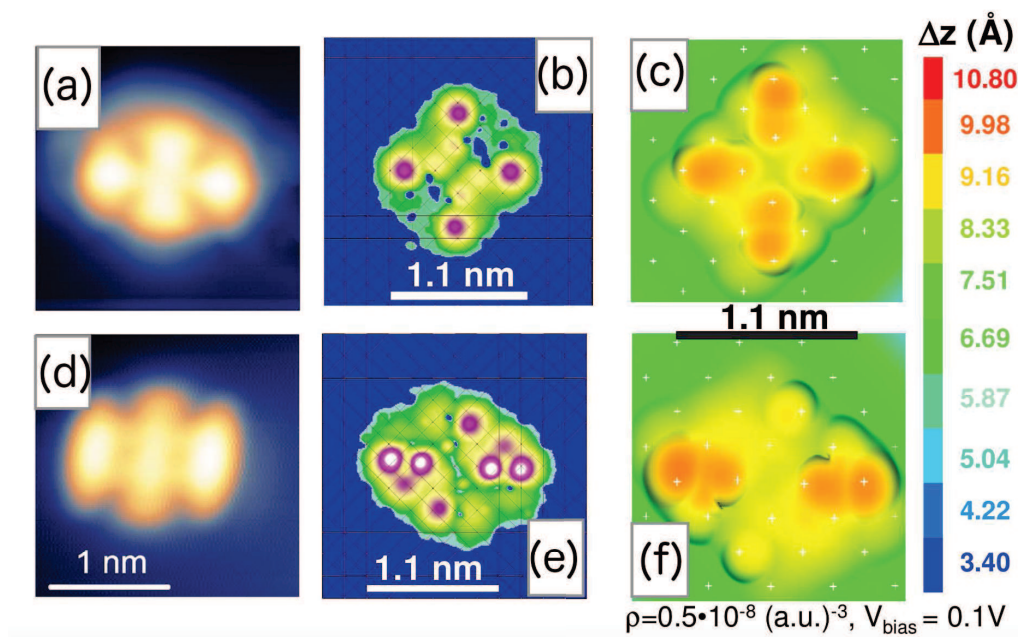 (a)
(b)
(c)
Δz (Å)
10.80
9.98
9.16
8.33
7.51
6.69
5.87
5.04
4.22
3.40
1.1 nm
1.1 nm
(d)
1 nm
(e)
1.1 nm
(f)
ρ=0.5•10⁻⁸ (a.u.)⁻³, V_bias = 0.1V